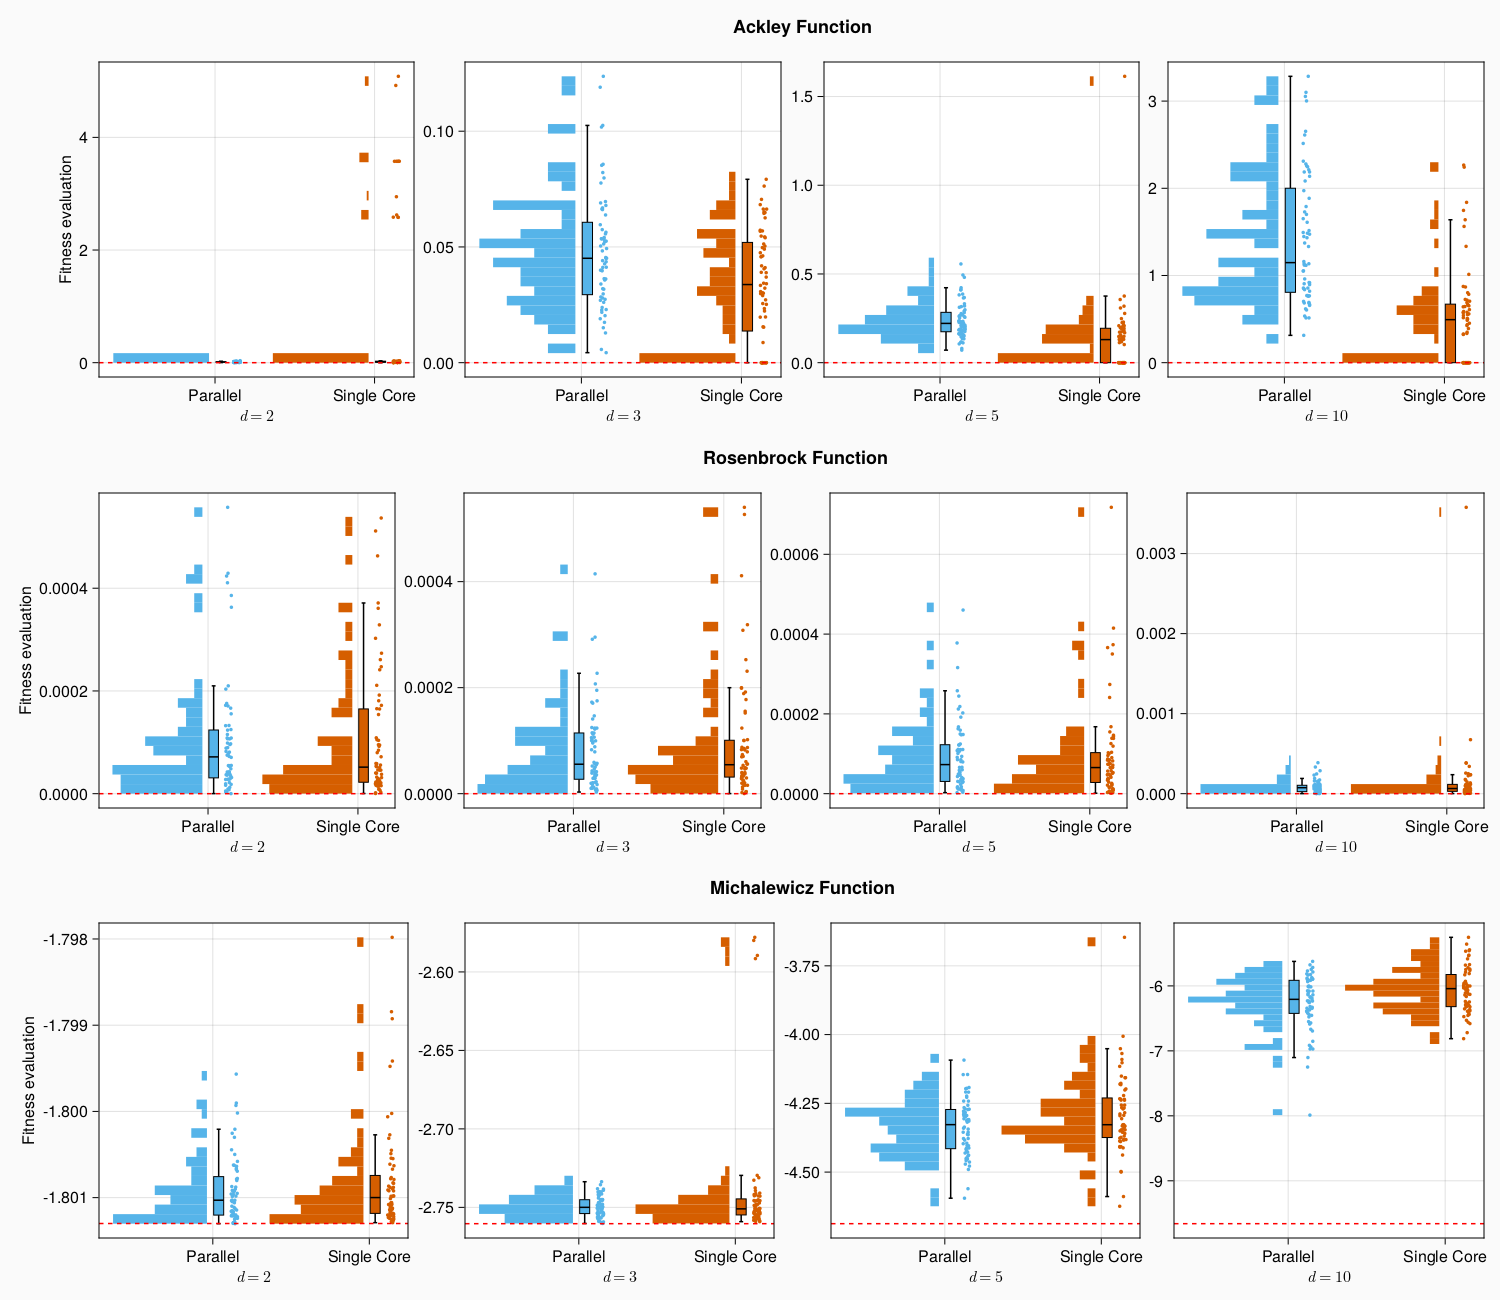 Ackley Function
Fitness evaluation
4
2
0
Parallel Single Core
d = 2
0.10
0.05
0.00
Parallel Single Core
d = 3
1.5
1.0
0.5
0.0
Parallel Single Core
d = 5
3
2
1
0
Parallel Single Core
d = 10
Rosenbrock Function
Fitness evaluation
0.0004
0.0002
0.0000
Parallel Single Core
d = 2
0.0004
0.0002
0.0000
Parallel Single Core
d = 3
0.0006
0.0004
0.0002
0.0000
Parallel Single Core
d = 5
0.003
0.002
0.001
0.000
Parallel Single Core
d = 10
Michalewicz Function
Fitness evaluation
-1.798
-1.799
-1.800
-1.801
Parallel Single Core
d = 2
-2.60
-2.65
-2.70
-2.75
Parallel Single Core
d = 3
-3.75
-4.00
-4.25
-4.50
Parallel Single Core
d = 5
-6
-7
-8
-9
Parallel Single Core
d = 10